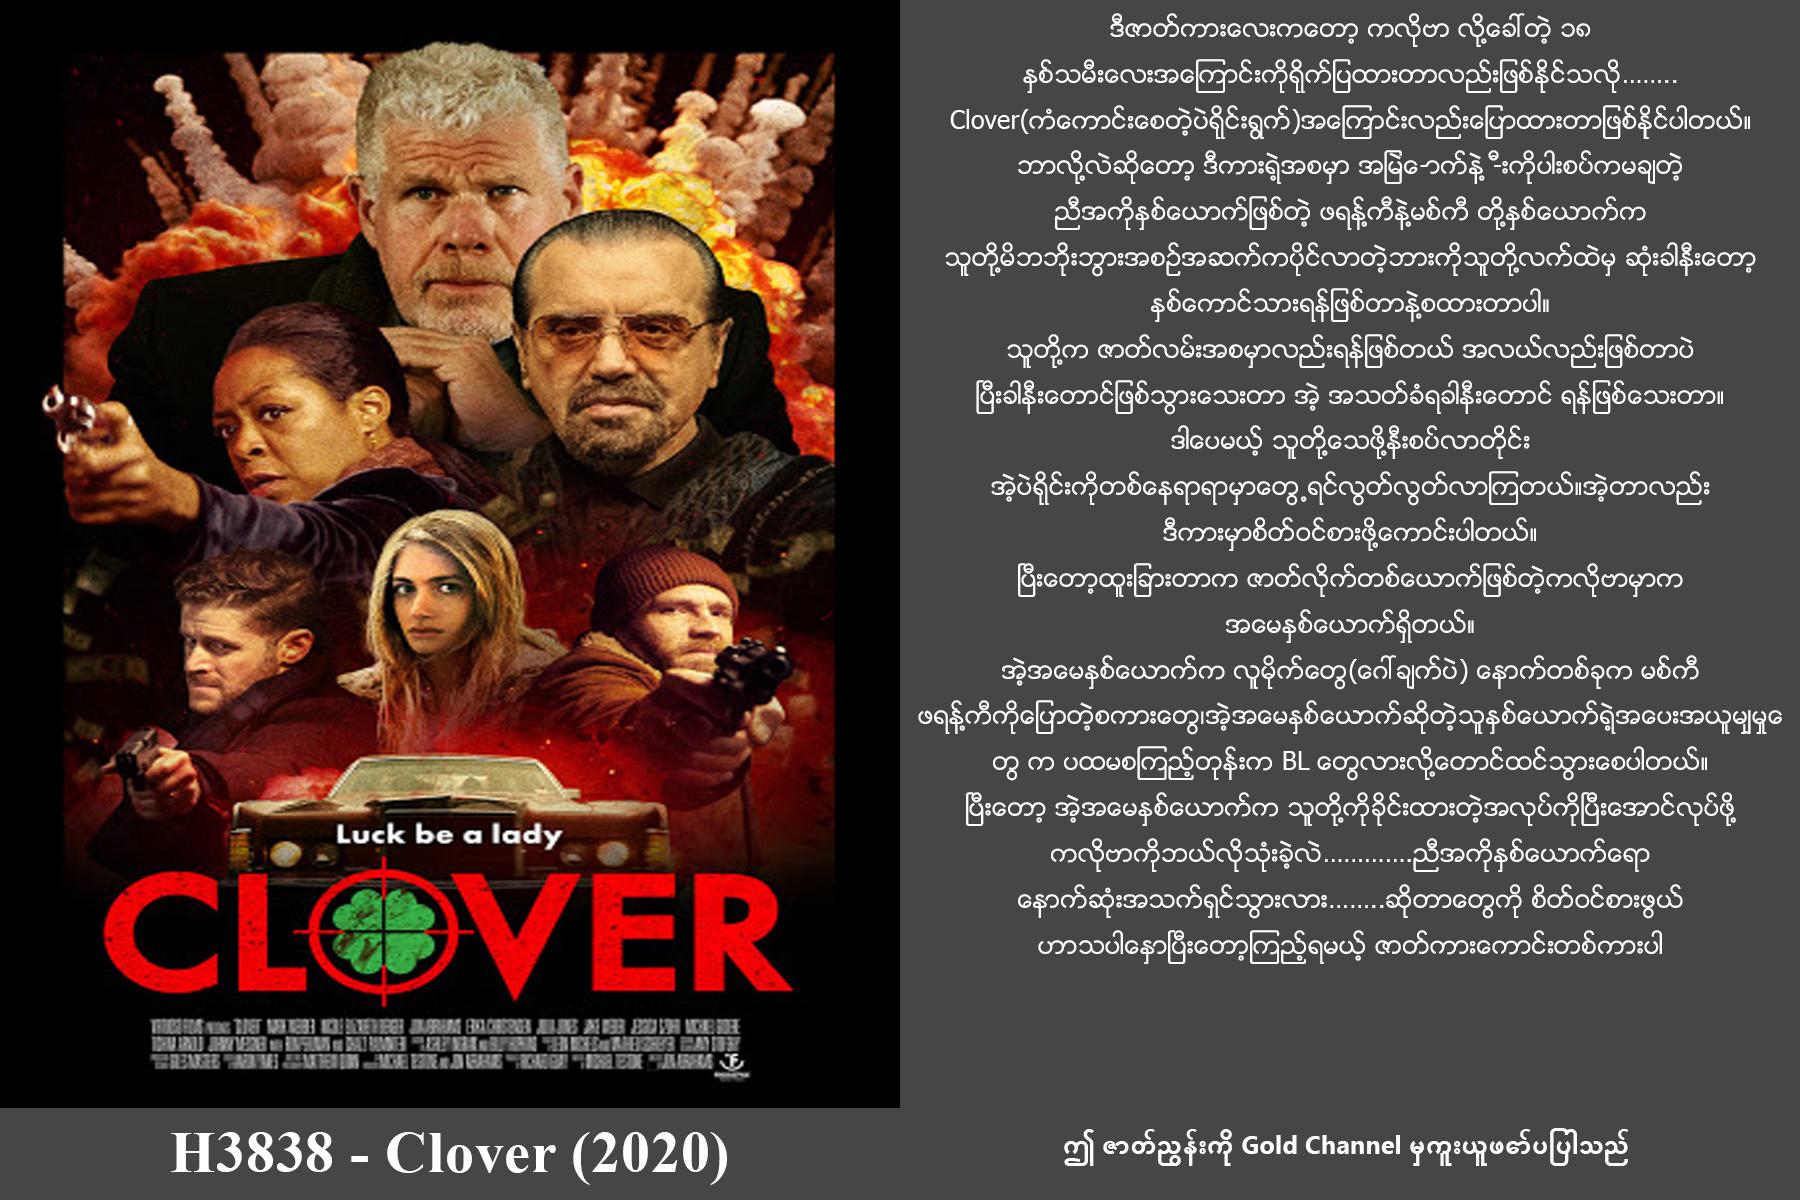 Luck be a lady
CLOVER
H3838 - Clover (2020)
ဒီဇာတ်ကားလေးကတော့ ကလိုဗာ လို့ခေါ်တဲ့ ၁၈
နှစ်သမီးလေးအကြောင်းကိုရိုက်ပြထားတာလည်းဖြစ်နိုင်သလို........
Clover(ကံကောင်းစေတဲ့ပဲရိုင်းရွက်)အကြောင်းလည်းပြောထားတာဖြစ်နိုင်ပါတယ်။
ဘာလို့လဲဆိုတော့ ဒီကားရဲ့အစမှာ အမြဲ-ောက်နဲ့ -ီးကိုပါးစပ်ကမချတဲ့
ညီအကိုနှစ်ယောက်ဖြစ်တဲ့ ဖရန့်ကီနဲ့မစ်ကီ တို့နှစ်ယောက်က
သူတို့မိဘဘိုးဘွားအစဉ်အဆက်ကပိုင်လာတဲ့ဘားကိုသူတို့လက်ထဲမှ ဆုံးခါနီးတော့
နှစ်ကောင်သားရန်ဖြစ်တာနဲ့စထားတာပါ။
သူတို့က ဇာတ်လမ်းအစမှာလည်းရန်ဖြစ်တယ် အလယ်လည်းဖြစ်တာပဲ
ပြီးခါနီးတောင်ဖြစ်သွားသေးတာ အဲ့ အသတ်ခံရခါနီးတောင် ရန်ဖြစ်သေးတာ။
ဒါပေမယ့် သူတို့သေဖို့နီးစပ်လာတိုင်း
အဲ့ပဲရိုင်းကိုတစ်နေရာရာမှာတွေ့ရင်လွတ်လွတ်လာကြတယ်။အဲ့တာလည်း
ဒီကားမှာစိတ်ဝင်စားဖို့ကောင်းပါတယ်။
ပြီးတော့ထူးခြားတာက ဇာတ်လိုက်တစ်ယောက်ဖြစ်တဲ့ကလိုဗာမှာက
အမေနှစ်ယောက်ရှိတယ်။
အဲ့အမေနှစ်ယောက်က လူမိုက်တွေ(ဂေါ်ချက်ပဲ) နောက်တစ်ခုက မစ်ကီ
ဖရန့်ကီကိုပြောတဲ့စကားတွေ၊အဲ့အမေနှစ်ယောက်ဆိုတဲ့သူနှစ်ယောက်ရဲ့အပေးအယူမျှမှုေ
တွ က ပထမစကြည့်တုန်းက BL တွေလားလို့တောင်ထင်သွားစေပါတယ်။
ပြီးတော့ အဲ့အမေနှစ်ယောက်က သူတို့ကိုခိုင်းထားတဲ့အလုပ်ကိုပြီးအောင်လုပ်ဖို့
ကလိုဗာကိုဘယ်လိုသုံးခဲ့လဲ.............ညီအကိုနှစ်ယောက်ရော
နောက်ဆုံးအသက်ရှင်သွားလား........ဆိုတာတွေကို စိတ်ဝင်စားဖွယ်
ဟာသပါနှောပြီးတော့ကြည့်ရမယ့် ဇာတ်ကားကောင်းတစ်ကားပါ
ဤ ဇာတ်ညွှန်းကို Gold Channel မှကူးယူဖော်ပြပါသည်